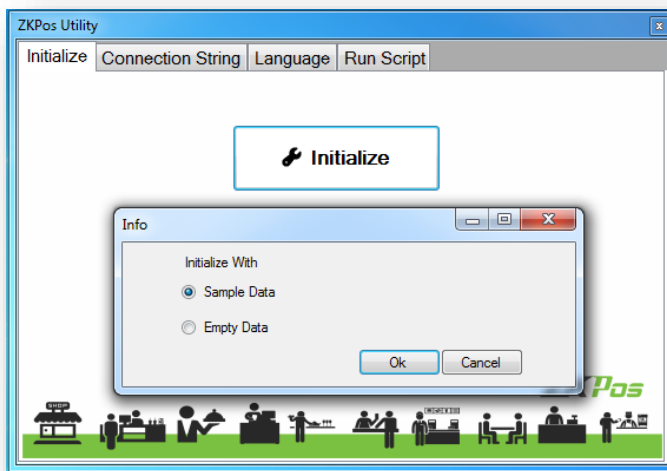 ZKPos Utility
Initialize Connection String Language Run Script
Initialize
Info
Initialize With
Sample Data
Empty Data
Ok Cancel
ZKPos
SHOP